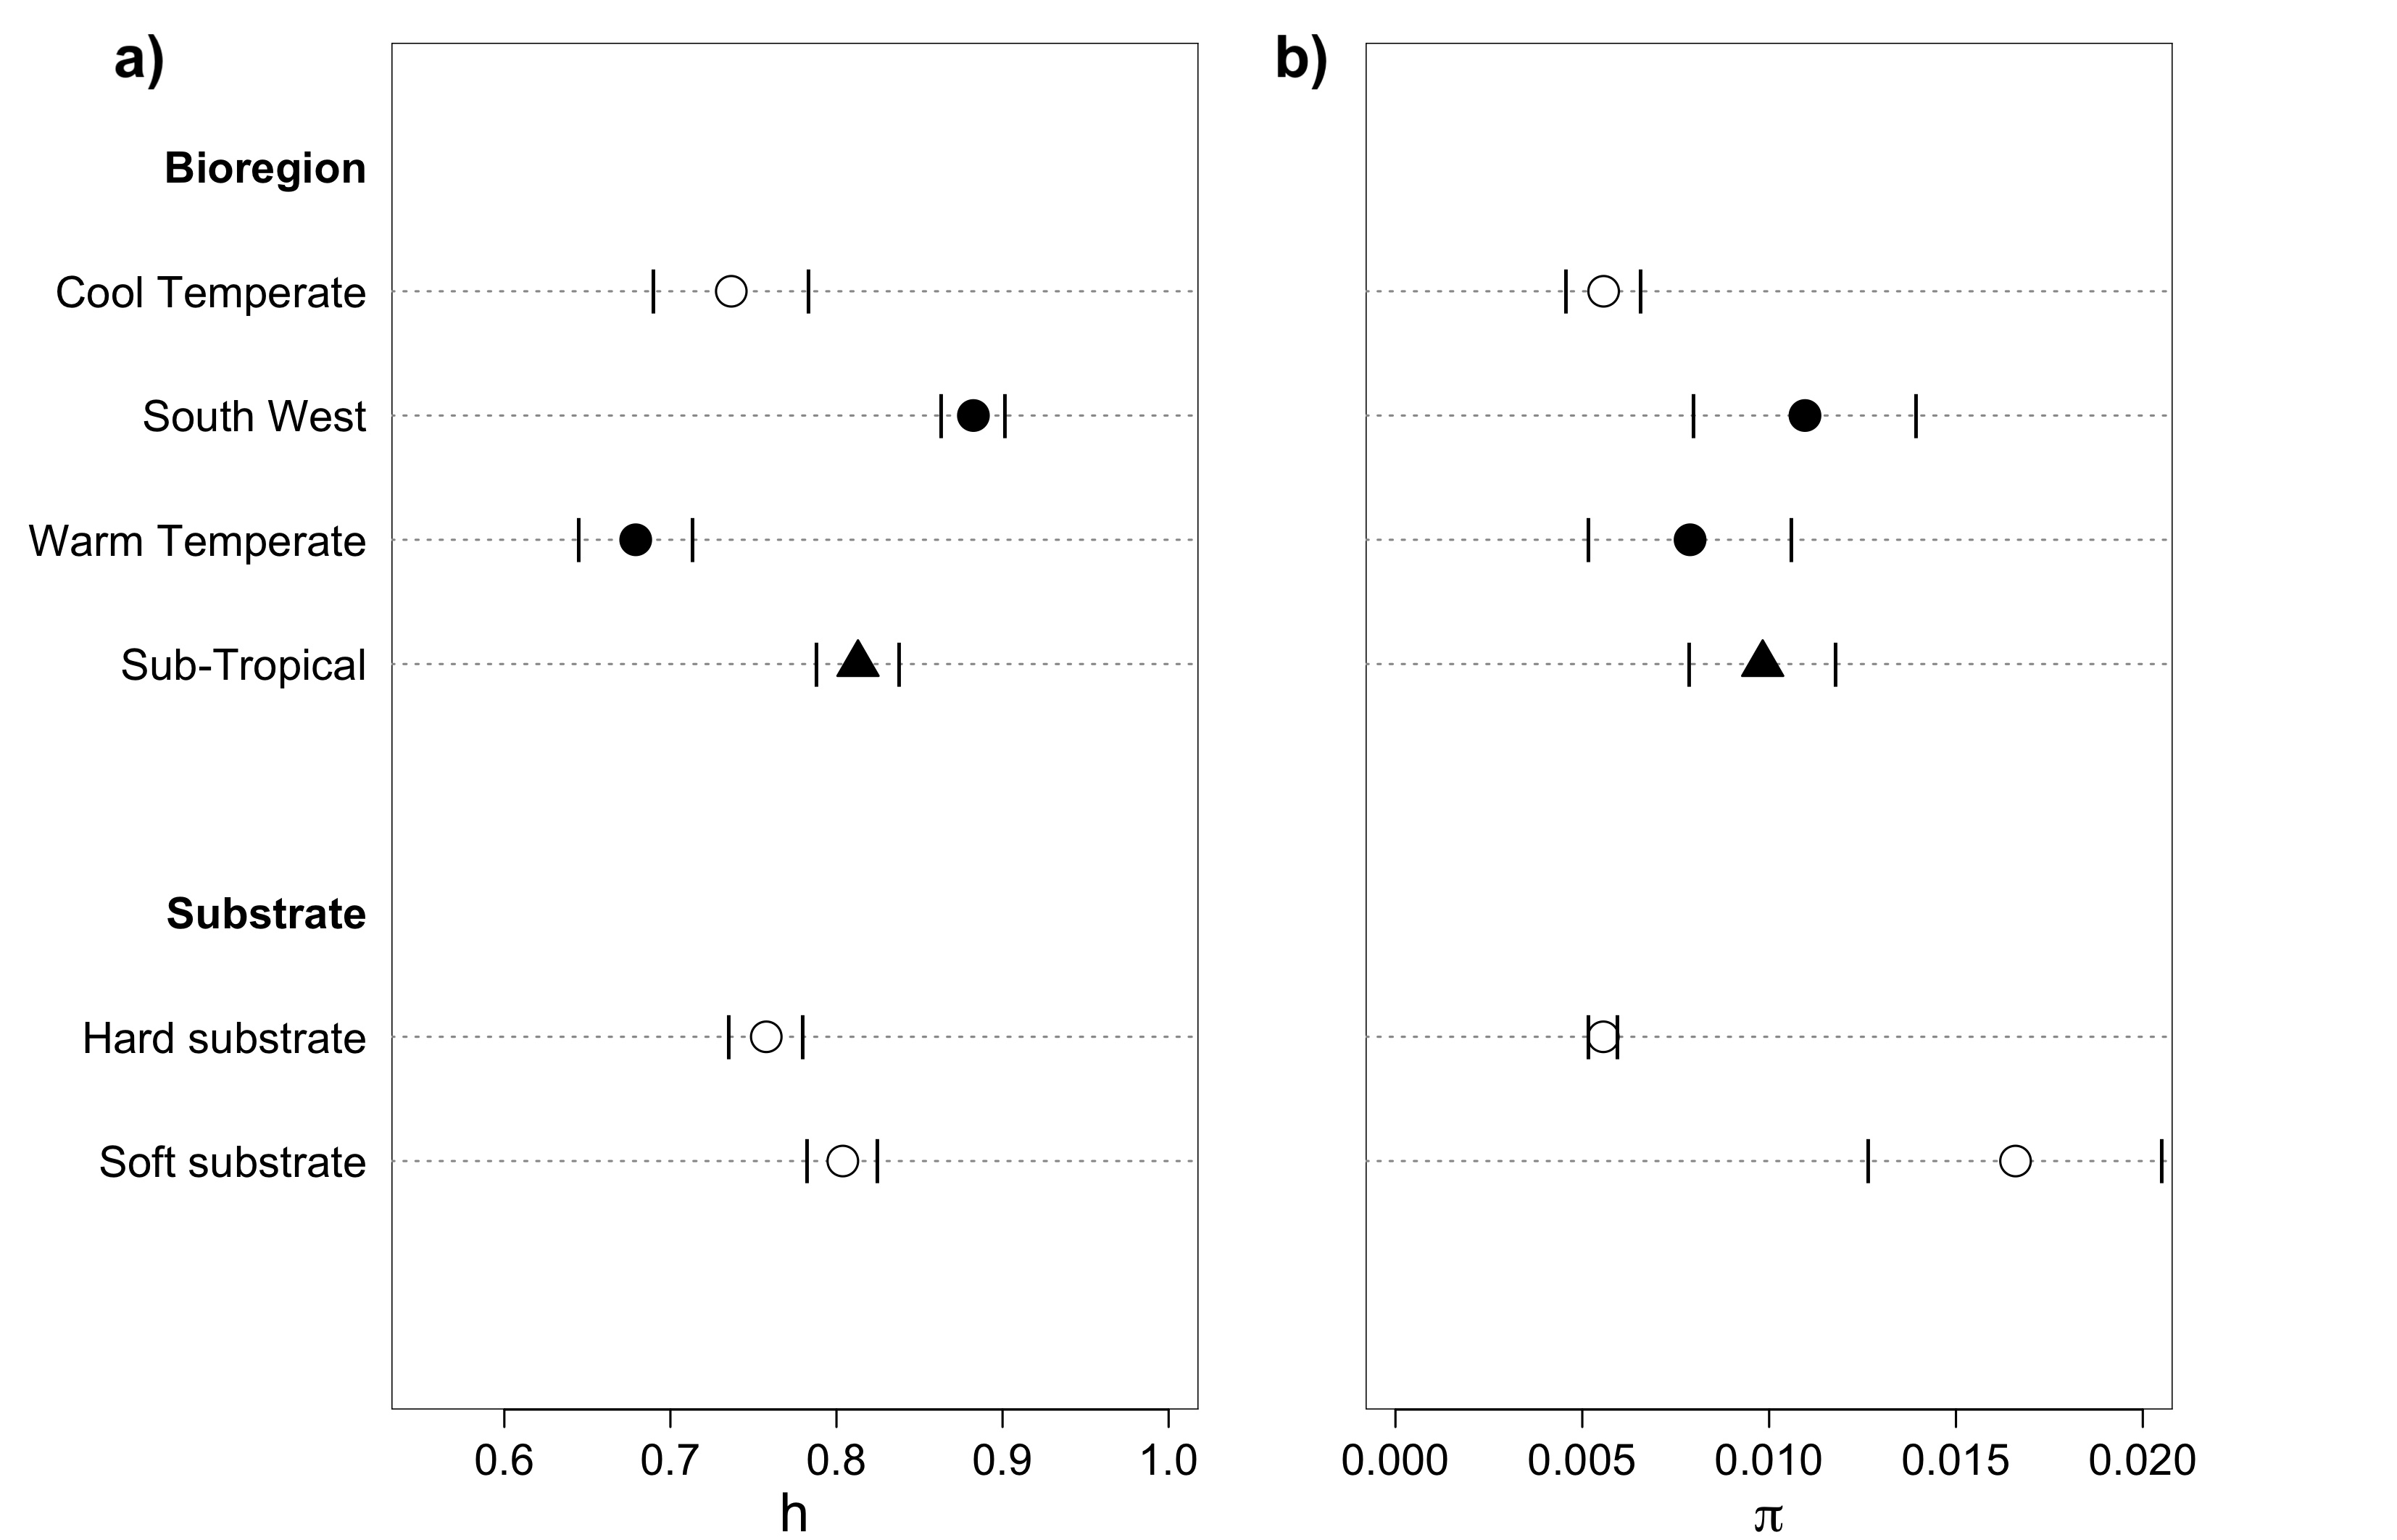 a)
b)
Bioregion
Cool Temperate
South West
Warm Temperate
Sub-Tropical
Substrate
Hard substrate
Soft substrate
0.6 0.7 0.8 0.9 1.0
h
0.000 0.005 0.010 0.015 0.020
π